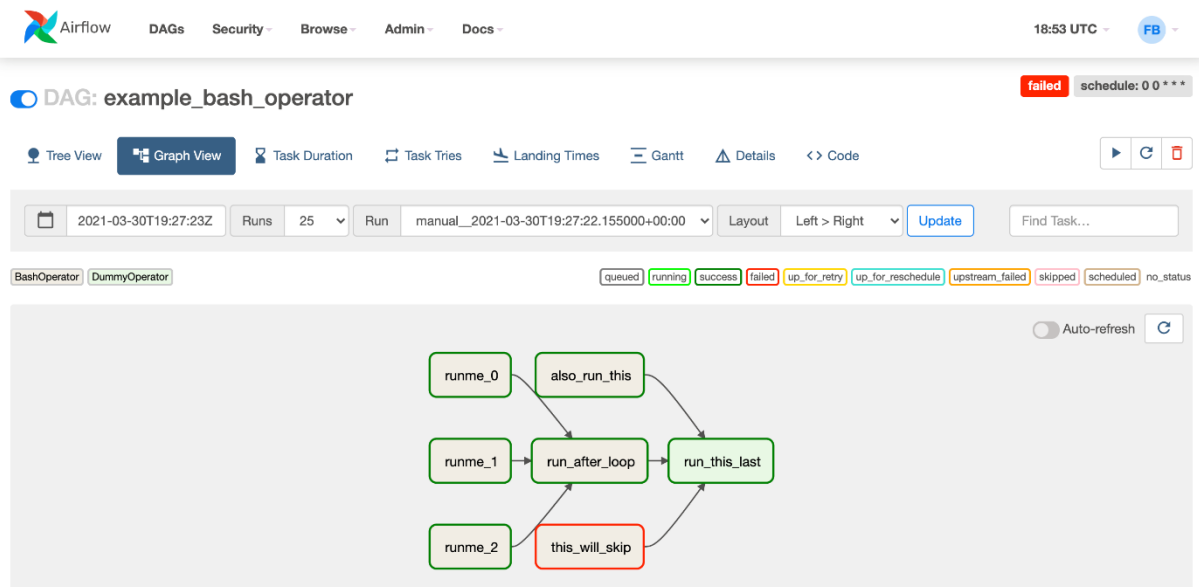 Airflow DAGs Security Browse Admin Docs 18:53 UTC FB
DAG: example_bash_operator failed schedule: 0 0 * * *
Tree View Graph View Task Duration Task Tries Landing Times Gantt Details <> Code
2021-03-30T19:27:23Z Runs 25 Run manual__2021-03-30T19:27:22.155000+00:00 Layout Left > Right Update Find Task...
BashOperator DummyOperator queued running success failed up_for_retry up_for_reschedule upstream_failed skipped scheduled no_status
Auto-refresh
runme_0 also_run_this
runme_1 run_after_loop run_this_last
runme_2 this_will_skip